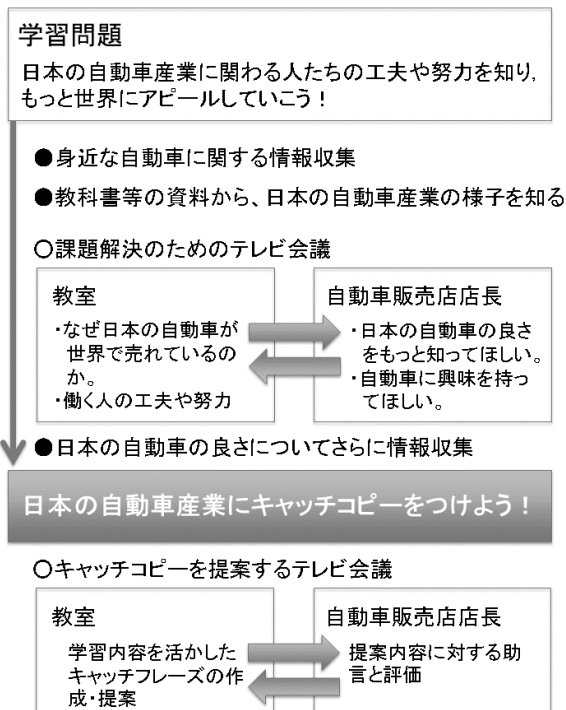 学習問題
日本の自動車産業に関わる人たちの工夫や努力を知り,
もっと世界にアピールしていこう！
●身近な自動車に関する情報収集
●教科書等の資料から、日本の自動車産業の様子を知る
○課題解決のためのテレビ会議
教室
・なぜ日本の自動車が
世界で売れているの
か。
・働く人の工夫や努力
自動車販売店店長
・日本の自動車の良さ
をもっと知ってほしい。
・自動車に興味を持っ
てほしい。
●日本の自動車の良さについてさらに情報収集
日本の自動車産業にキャッチコピーをつけよう！
○キャッチコピーを提案するテレビ会議
教室
学習内容を活かした
キャッチフレーズの作
成・提案
自動車販売店店長
提案内容に対する助
言と評価